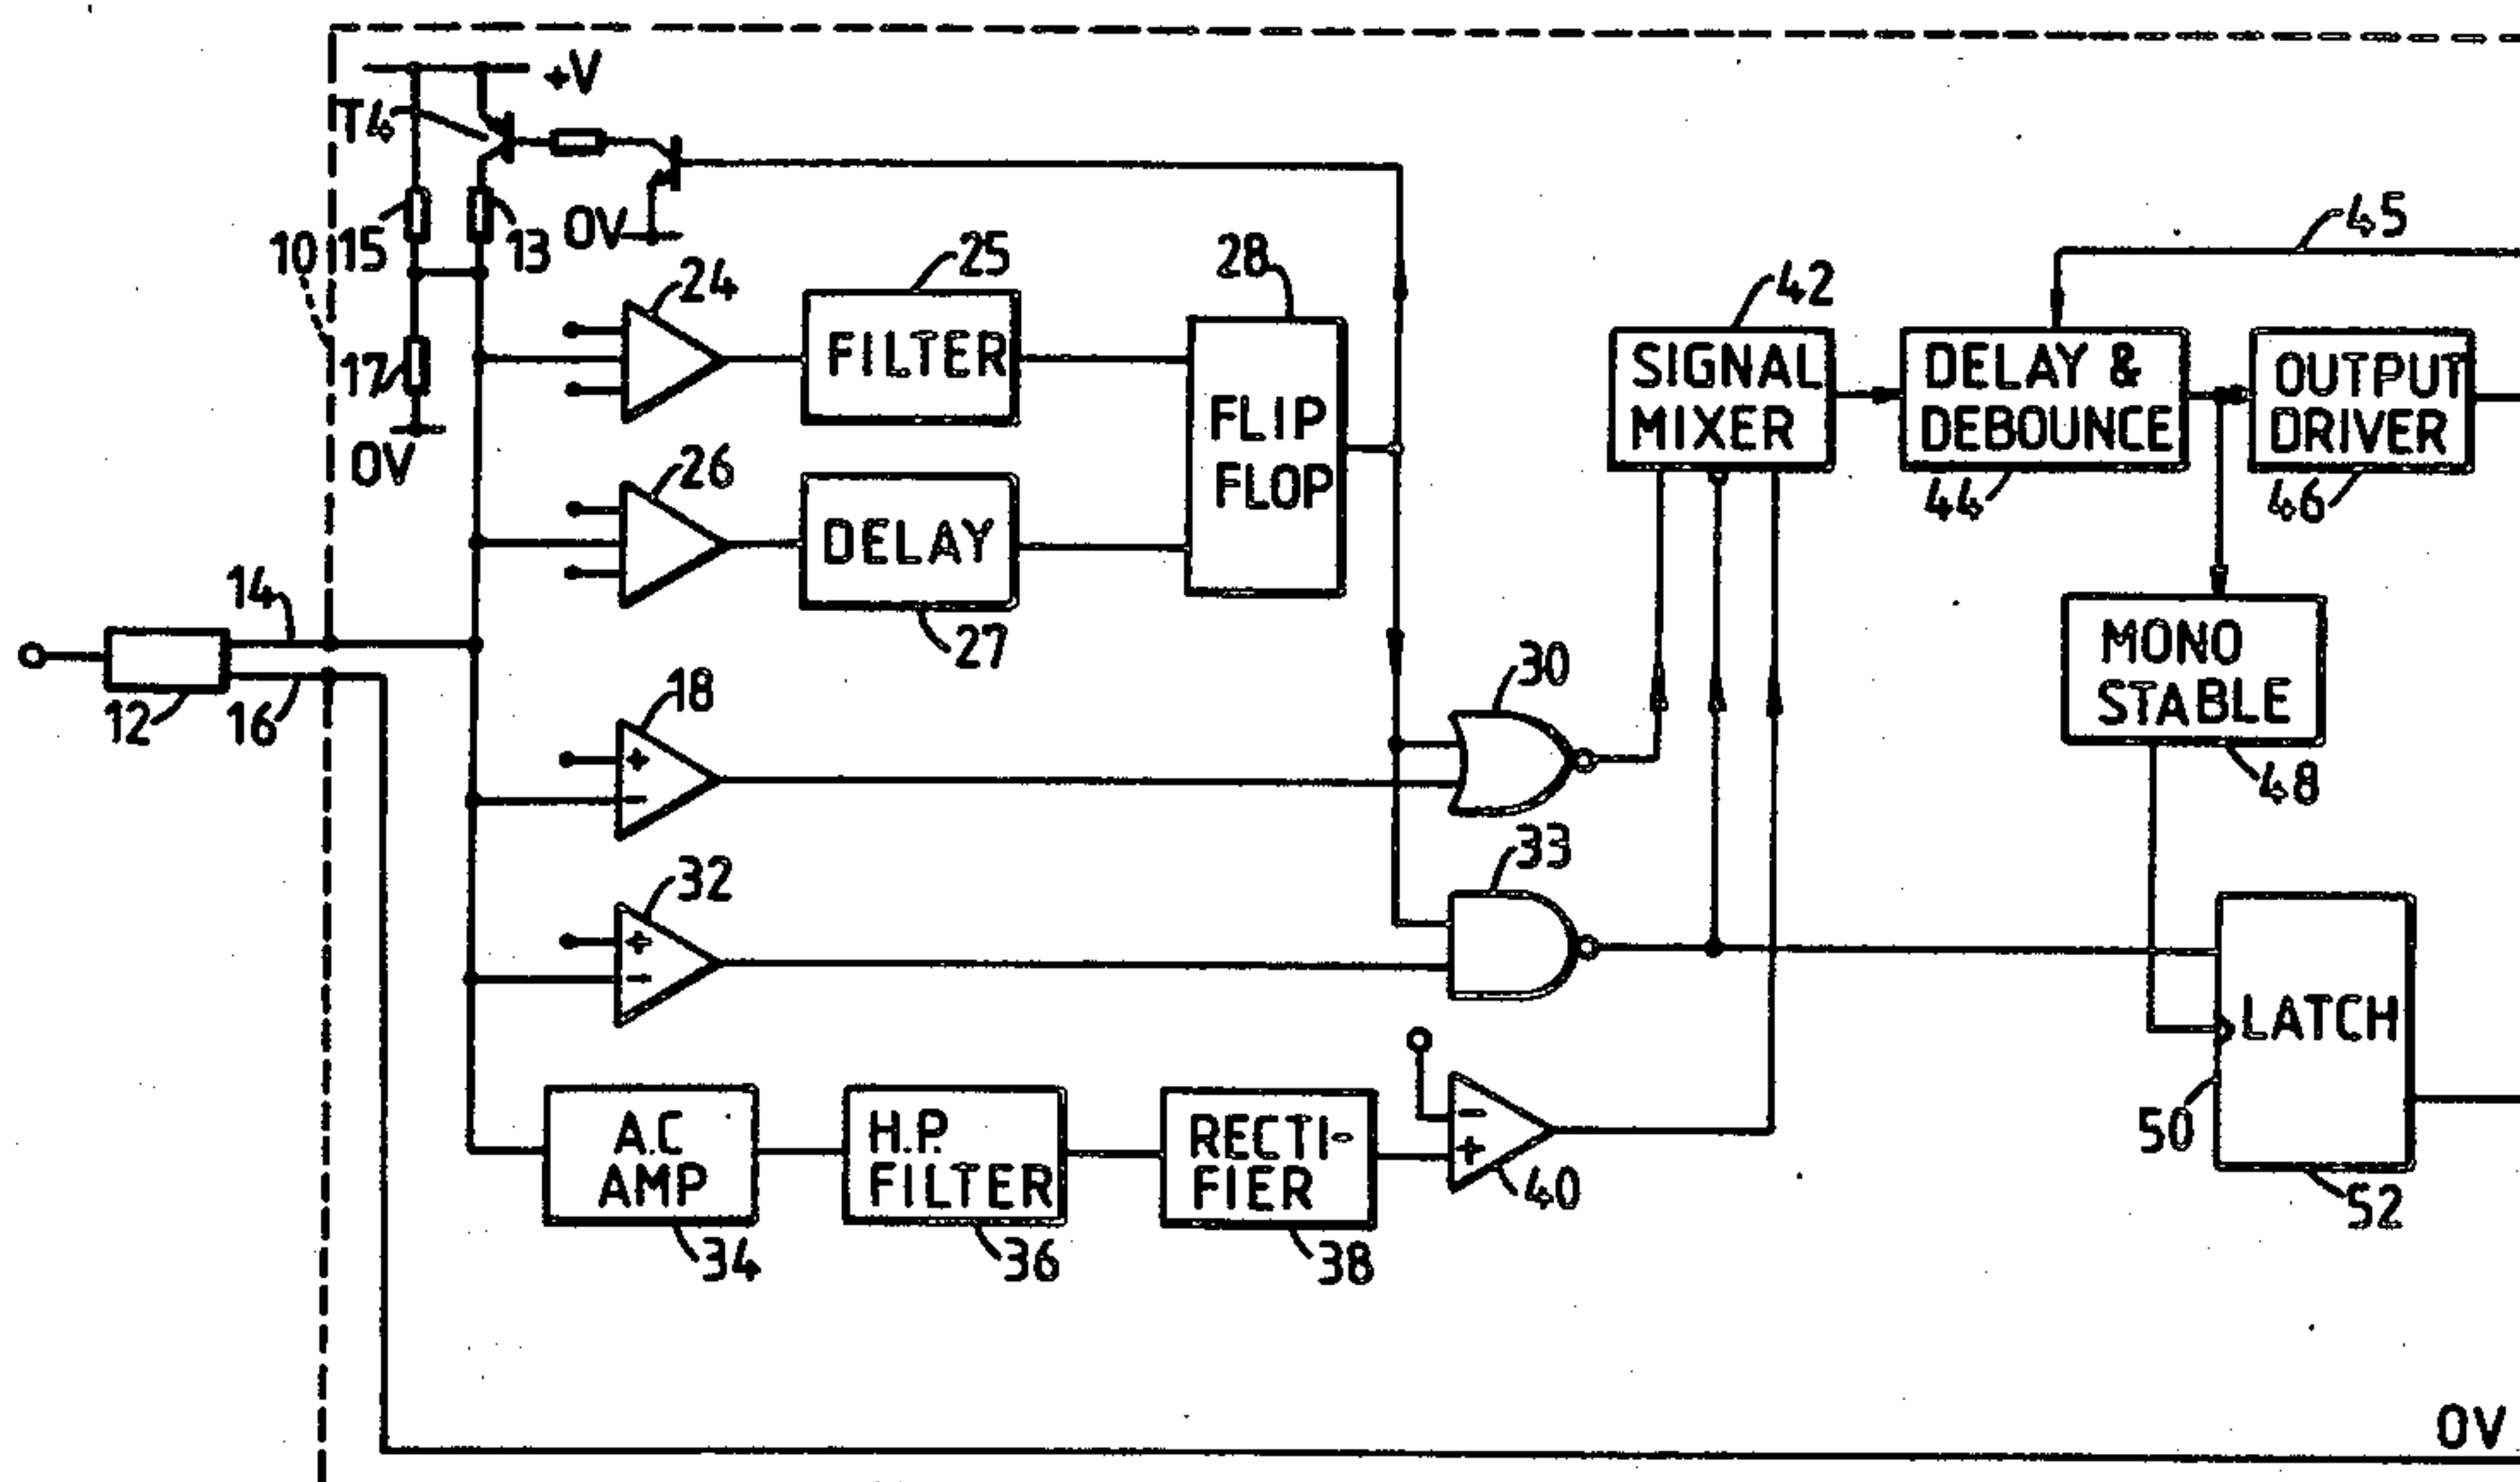 +V
T4
10
15
13
0V
24
25
28
45
FILTER
42
17
0V
FLIP
FLOP
SIGNAL
MIXER
DELAY &
DEBOUNCE
OUTPUT
DRIVER
26
44
46
DELAY
14
27
12
16
18
30
MONO
STABLE
+
-
48
33
32
+
-
LATCH
50
A.C
AMP
H.P.
FILTER
RECTI-
FIER
-
+
40
52
34
36
38
0V